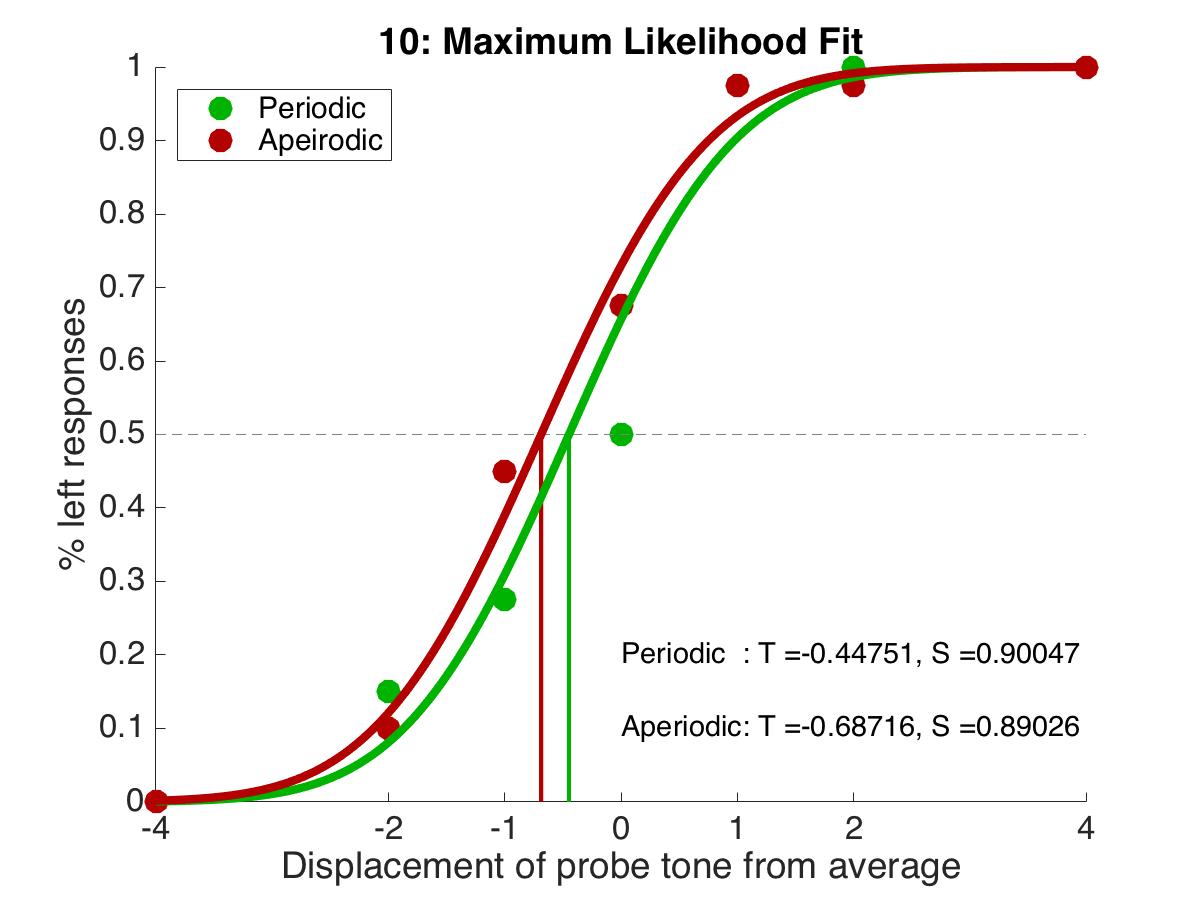 10: Maximum Likelihood Fit
1
Periodic
Apeirodic
0.9
0.8
0.7
0.6
0.5
0.4
0.3
0.2
0.1
0
% left responses
Periodic : T =-0.44751, S =0.90047
Aperiodic: T =-0.68716, S =0.89026
-4 -2 -1 0 1 2 4
Displacement of probe tone from average